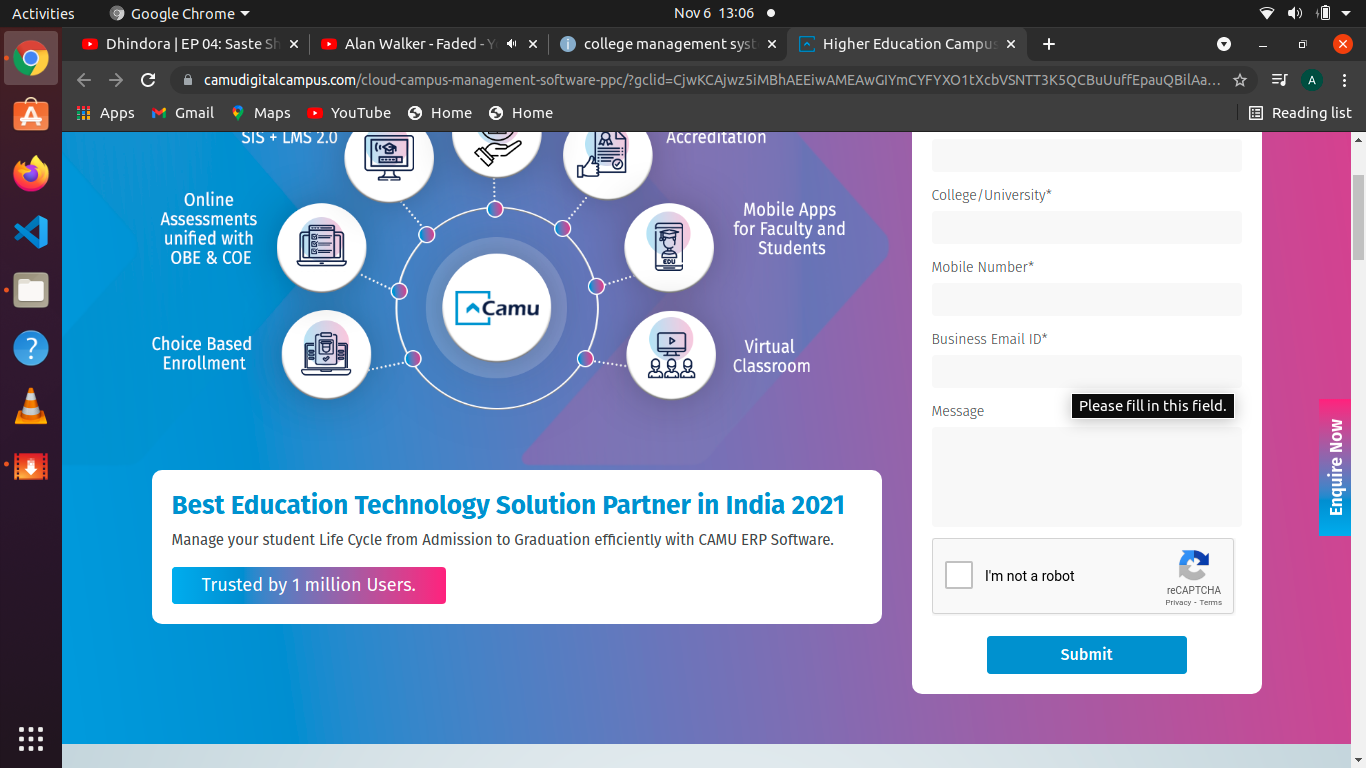 Activities
Google Chrome
Nov 6 13:06
Dhindora | EP 04: Saste Sh
Alan Walker - Faded - Yo
college management syst
Higher Education Campus
camudigitalcampus.com/cloud-campus-management-software-ppc/?gclid=CjwKCAjwz5iMBhAEEiwAMEAwGIYmCYFYXO1tXcbVSNTT3K5QCBuUuffEpauQBilAa...
A
Apps
Gmail
Maps
YouTube
Home
Home
Reading list
SIS + LMS 2.0
Accreditation
Online
Assessments
unified with
OBE & COE
Mobile Apps
for Faculty and
Students
EDU
Camu
Choice Based
Enrollment
Virtual
Classroom
Best Education Technology Solution Partner in India 2021
Manage your student Life Cycle from Admission to Graduation efficiently with CAMU ERP Software.
Trusted by 1 million Users.
College/University*
Mobile Number*
Business Email ID*
Message
Please fill in this field.
I'm not a robot
reCAPTCHA
Privacy - Terms
Submit
Enquire Now